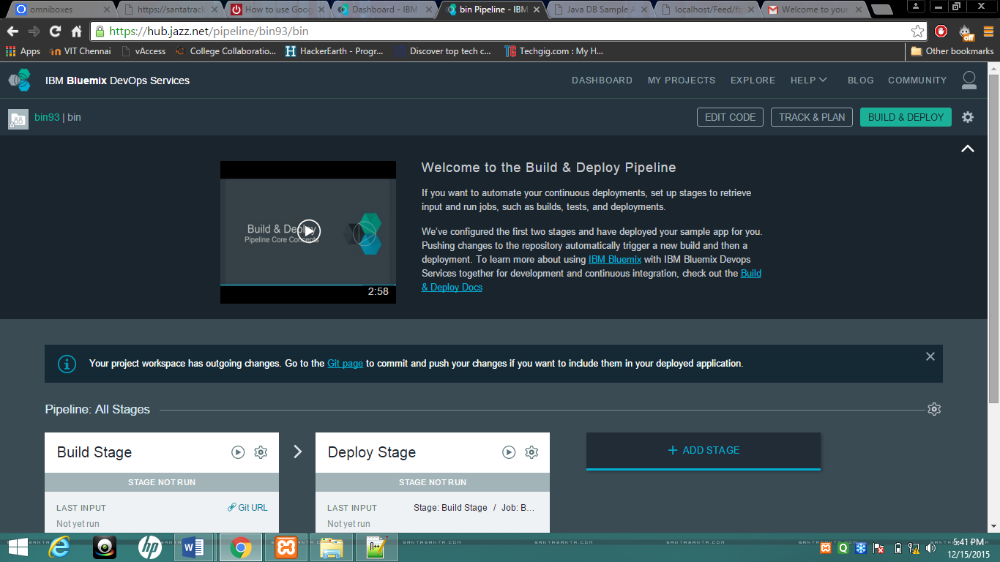 omniboxes
https://santatrack
How to use Goog
Dashboard - IBM
bin Pipeline - IBM
Java DB Sample A
localhost/Feed/fb
Welcome to your
https://hub.jazz.net/pipeline/bin93/bin
off
Apps
VIT Chennai
vAccess
College Collaboratio...
HackerEarth - Progr...
Discover top tech c...
Techgig.com : My H...
Other bookmarks
IBM Bluemix DevOps Services
DASHBOARD
MY PROJECTS
EXPLORE
HELP
BLOG
COMMUNITY
bin93 | bin
EDIT CODE
TRACK & PLAN
BUILD & DEPLOY
Build & Deploy
Pipeline Core Concepts
2:58
Welcome to the Build & Deploy Pipeline
If you want to automate your continuous deployments, set up stages to retrieve
input and run jobs, such as builds, tests, and deployments.
We've configured the first two stages and have deployed your sample app for you.
Pushing changes to the repository automatically trigger a new build and then a
deployment. To learn more about using IBM Bluemix with IBM Bluemix Devops
Services together for development and continuous integration, check out the Build
& Deploy Docs
Your project workspace has outgoing changes. Go to the Git page to commit and push your changes if you want to include them in your deployed application.
Pipeline: All Stages
Build Stage
STAGE NOT RUN
LAST INPUT
Git URL
Not yet run
Deploy Stage
STAGE NOT RUN
LAST INPUT
Stage: Build Stage / Job: B...
Not yet run
+ ADD STAGE
SANTASANTA.COM
SANTASANTA.COM
SANTASANTA.COM
5:41 PM
12/15/2015